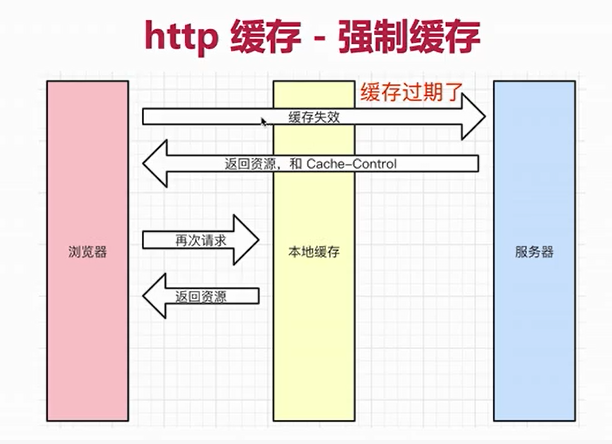 http 缓存 - 强制缓存
缓存过期了
缓存失效
返回资源，和 Cache-Control
再次请求
浏览器
本地缓存
服务器
返回资源